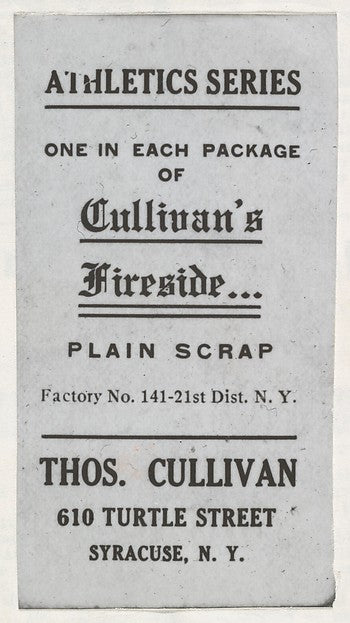 ATHLETICS SERIES
ONE IN EACH PACKAGE
OF
Cullivan's
Fireside...
PLAIN SCRAP
Factory No. 141-21st Dist. N. Y.
THOS. CULLIVAN
610 TURTLE STREET
SYRACUSE, N. Y.